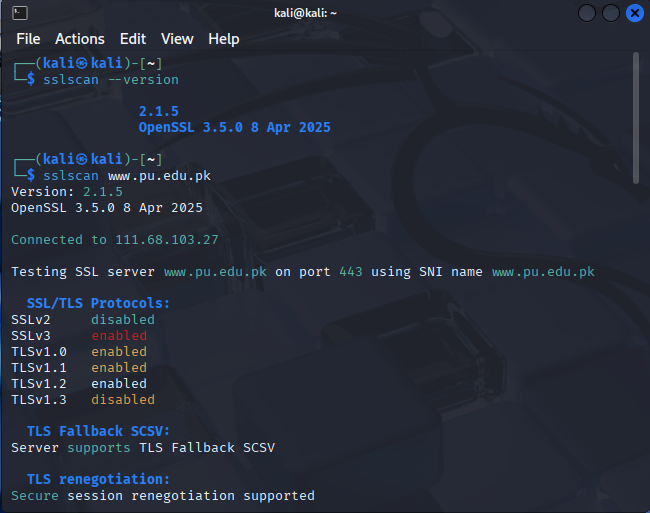 kali@kali: ~
File Actions Edit View Help
┌──(kali㉿kali)-[~]
└─$ sslscan --version
2.1.5
OpenSSL 3.5.0 8 Apr 2025
┌──(kali㉿kali)-[~]
└─$ sslscan www.pu.edu.pk
Version: 2.1.5
OpenSSL 3.5.0 8 Apr 2025
Connected to 111.68.103.27
Testing SSL server www.pu.edu.pk on port 443 using SNI name www.pu.edu.pk
SSL/TLS Protocols:
SSLv2 disabled
SSLv3 enabled
TLSv1.0 enabled
TLSv1.1 enabled
TLSv1.2 enabled
TLSv1.3 disabled
TLS Fallback SCSV:
Server supports TLS Fallback SCSV
TLS renegotiation:
Secure session renegotiation supported